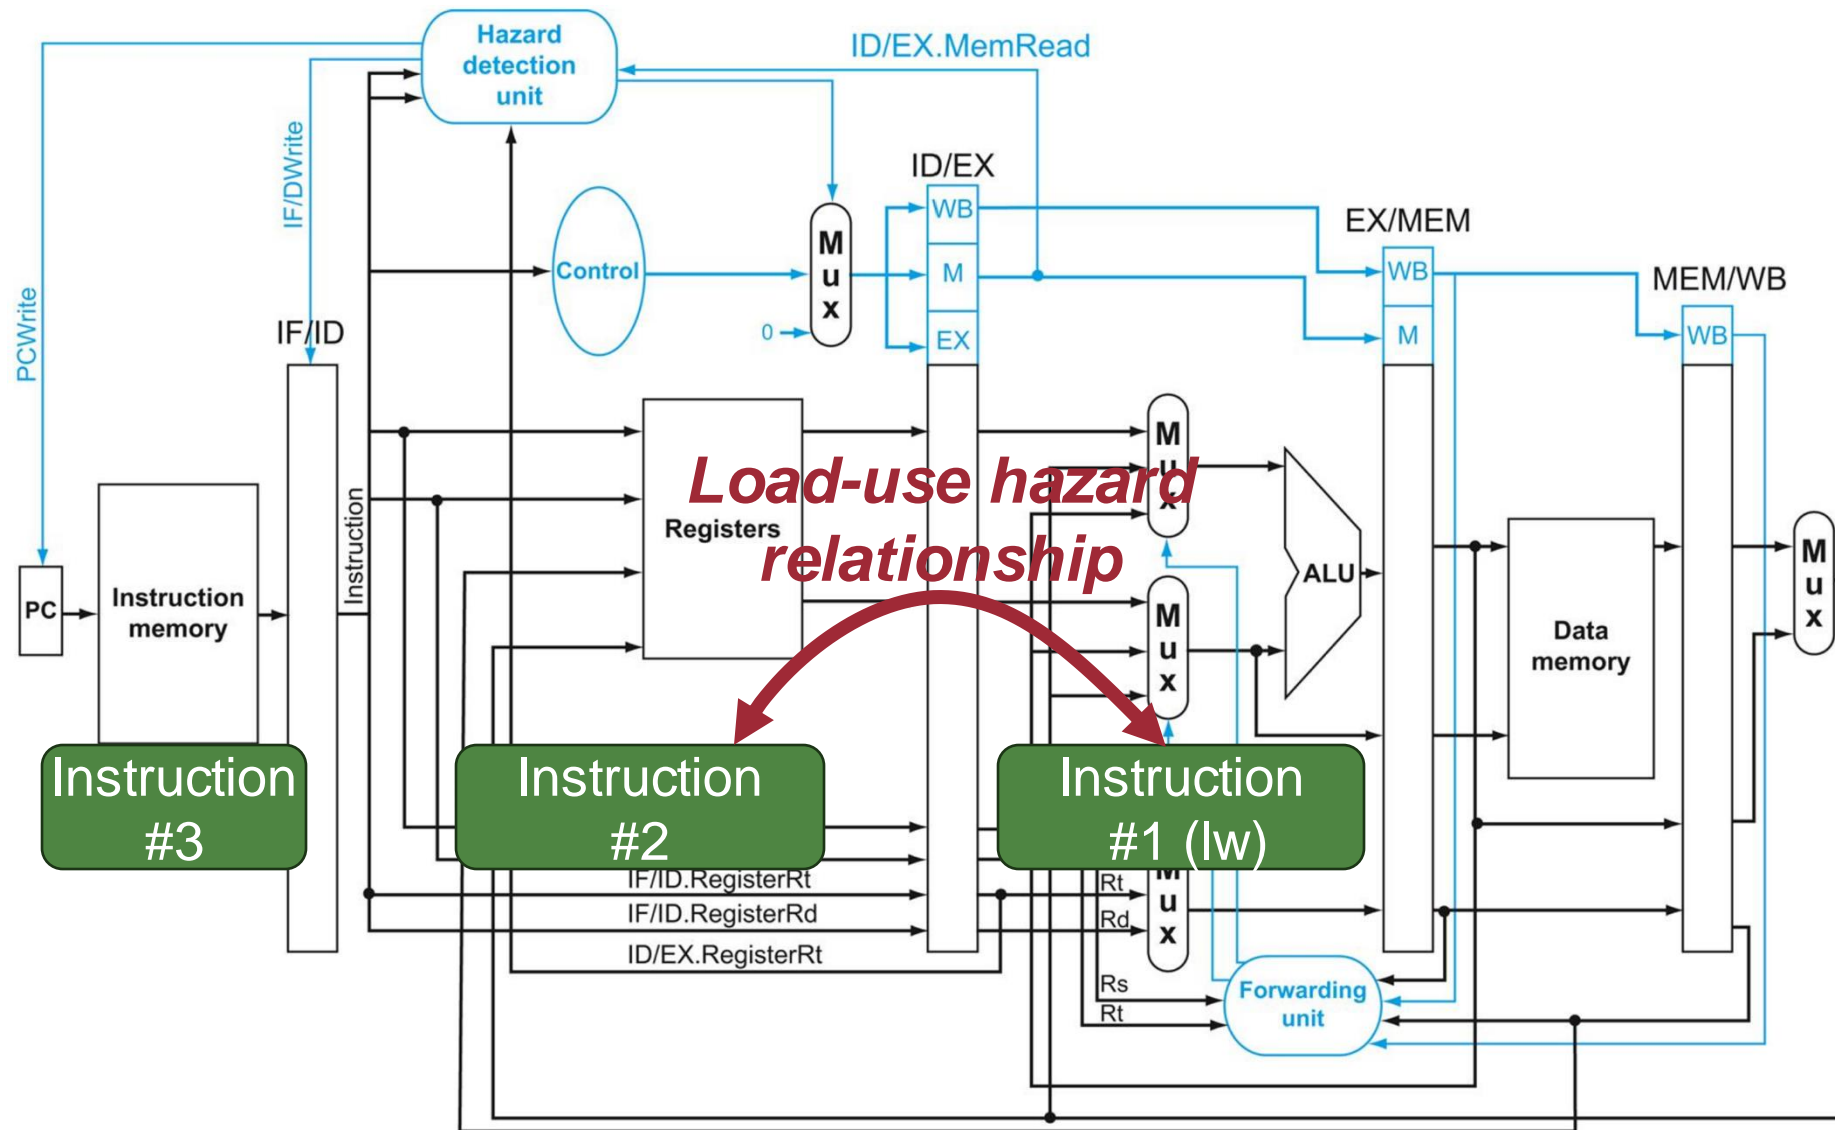 Hazard
detection
unit
ID/EX.MemRead
IF/DWrite
PCWrite
ID/EX
WB
M
EX
EX/MEM
WB
M
MEM/WB
WB
Control
0
M
u
x
IF/ID
Instruction
PC
Instruction
memory
Registers
Load-use hazard
relationship
M
u
x
M
u
x
ALU
Data
memory
M
u
x
Instruction
#3
Instruction
#2
Instruction
#1 (lw)
IF/ID.RegisterRt
IF/ID.RegisterRd
ID/EX.RegisterRt
Rt
Rd
M
u
x
Rs
Rt
Forwarding
unit